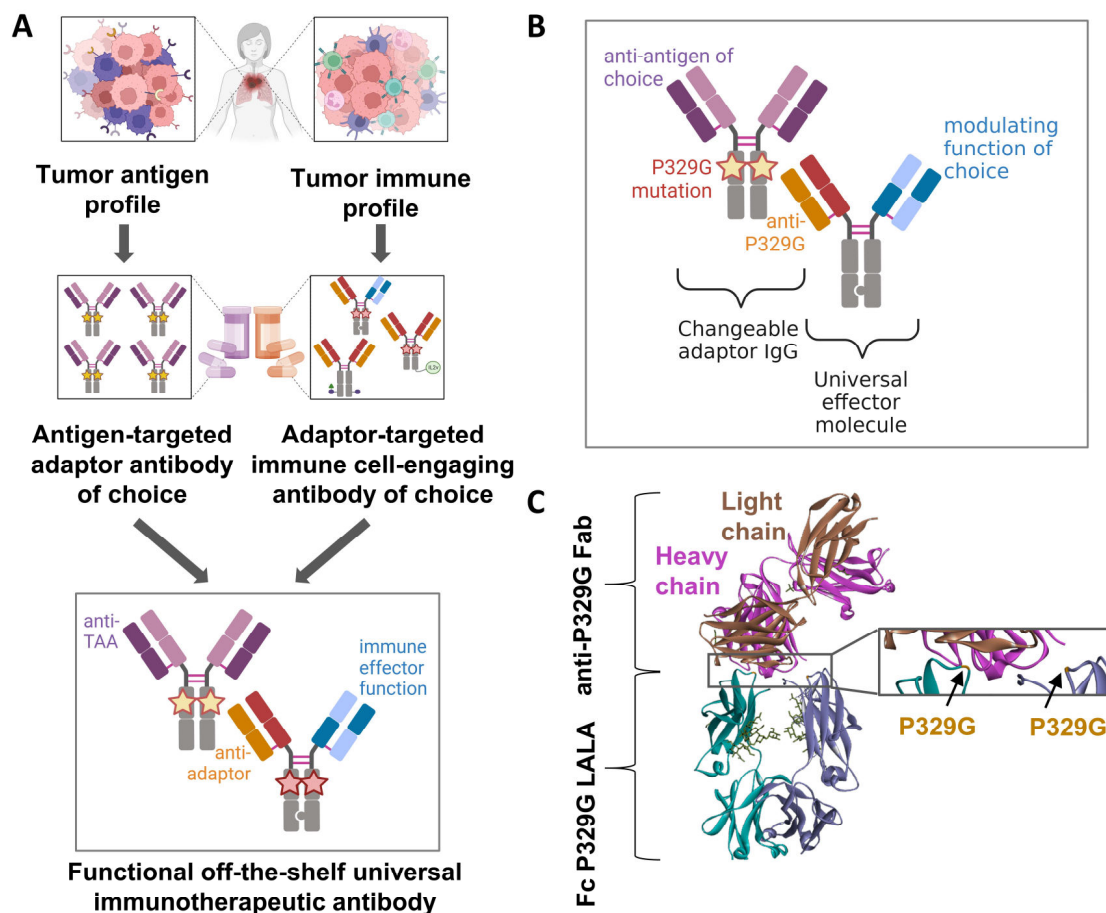 A
Tumor antigen
profile
Tumor immune
profile
Antigen-targeted
adaptor antibody
of choice
Adaptor-targeted
immune cell-engaging
antibody of choice
anti-
TAA
immune
effector
function
anti-
adaptor
Functional off-the-shelf universal
immunotherapeutic antibody
B
anti-antigen of
choice
P329G
mutation
anti-
P329G
modulating
function of
choice
Changeable
adaptor IgG
Universal
effector
molecule
C
anti-P329G Fab
Fc P329G LALA
Light
chain
Heavy
chain
P329G
P329G